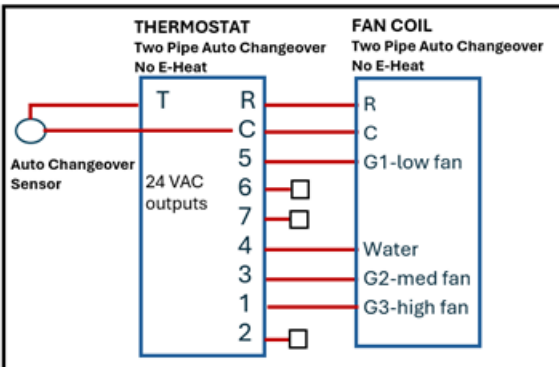 THERMOSTAT
Two Pipe Auto Changeover
No E-Heat
FAN COIL
Two Pipe Auto Changeover
No E-Heat
T
R
C
5
6
7
4
3
1
2
24 VAC
outputs
Auto Changeover
Sensor
R
C
G1-low fan
Water
G2-med fan
G3-high fan